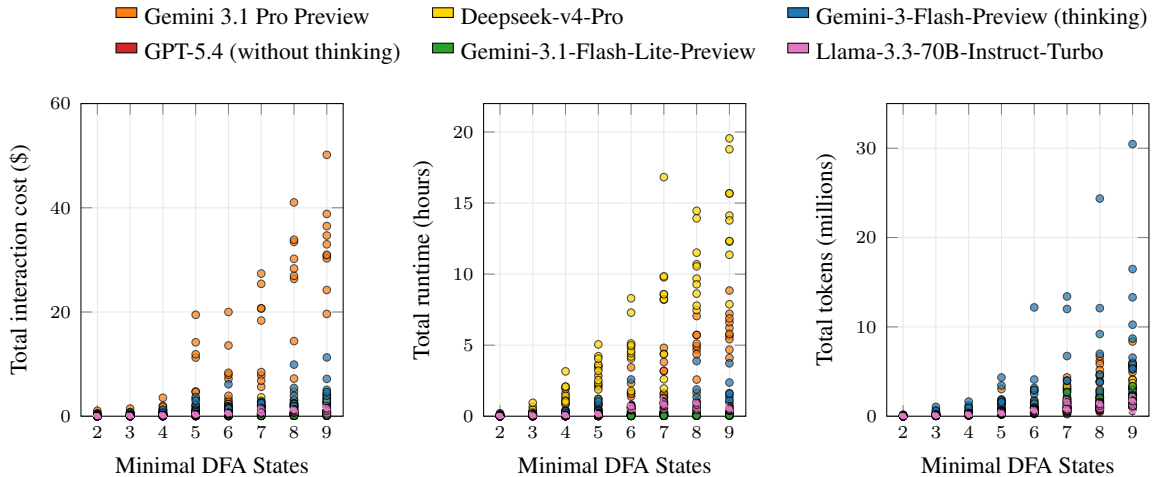 Gemini 3.1 Pro Preview Deepseek-v4-Pro Gemini-3-Flash-Preview (thinking)
GPT-5.4 (without thinking) Gemini-3.1-Flash-Lite-Preview Llama-3.3-70B-Instruct-Turbo
Total interaction cost ($)
60
40
20
0
2 3 4 5 6 7 8 9
Minimal DFA States
Total runtime (hours)
20
15
10
5
0
2 3 4 5 6 7 8 9
Minimal DFA States
Total tokens (millions)
30
20
10
0
2 3 4 5 6 7 8 9
Minimal DFA States